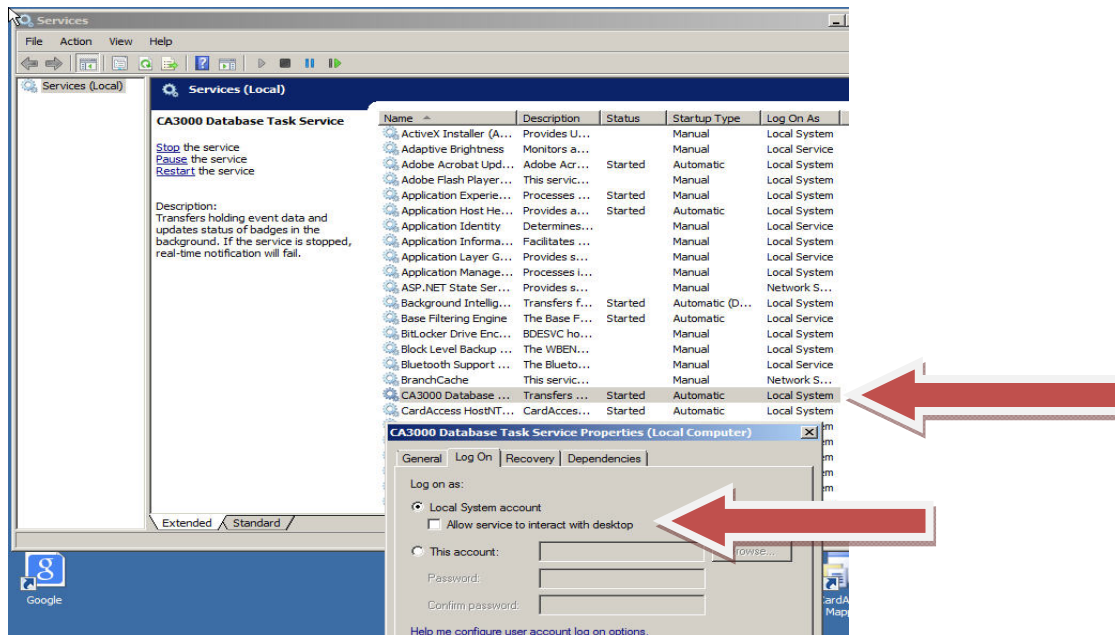 Services
File Action View Help
Services (Local)
Services (Local)
CA3000 Database Task Service
Stop the service
Pause the service
Restart the service
Description:
Transfers holding event data and
updates status of badges in the
background. If the service is stopped,
real-time notification will fail.
Name Description Status Startup Type Log On As
ActiveX Installer (A... Provides U... Manual Local System
Adaptive Brightness Monitors a... Manual Local Service
Adobe Acrobat Upd... Adobe Acr... Started Automatic Local System
Adobe Flash Player... This servic... Manual Local System
Application Experie... Processes ... Started Manual Local System
Application Host He... Provides a... Started Automatic Local System
Application Identity Determines... Manual Local Service
Application Informa... Facilitates ... Manual Local System
Application Layer G... Provides s... Manual Local Service
Application Manage... Processes i... Manual Local System
ASP.NET State Ser... Provides s... Manual Network S...
Background Intellig... Transfers f... Started Automatic (D... Local System
Base Filtering Engine The Base F... Started Automatic Local Service
BitLocker Drive Enc... BDESVC ho... Manual Local System
Block Level Backup ... The WBEN... Manual Local System
Bluetooth Support ... The Blueto... Manual Local Service
BranchCache This servic... Manual Network S...
CA3000 Database ... Transfers ... Started Automatic Local System
CardAccess HostNT... CardAcces... Started Automatic Local System
CA3000 Database Task Service Properties (Local Computer)
General Log On Recovery Dependencies
Log on as:
Local System account
Allow service to interact with desktop
This account:
Password:
Confirm password:
Help me configure user account log on options.
Extended Standard
Google